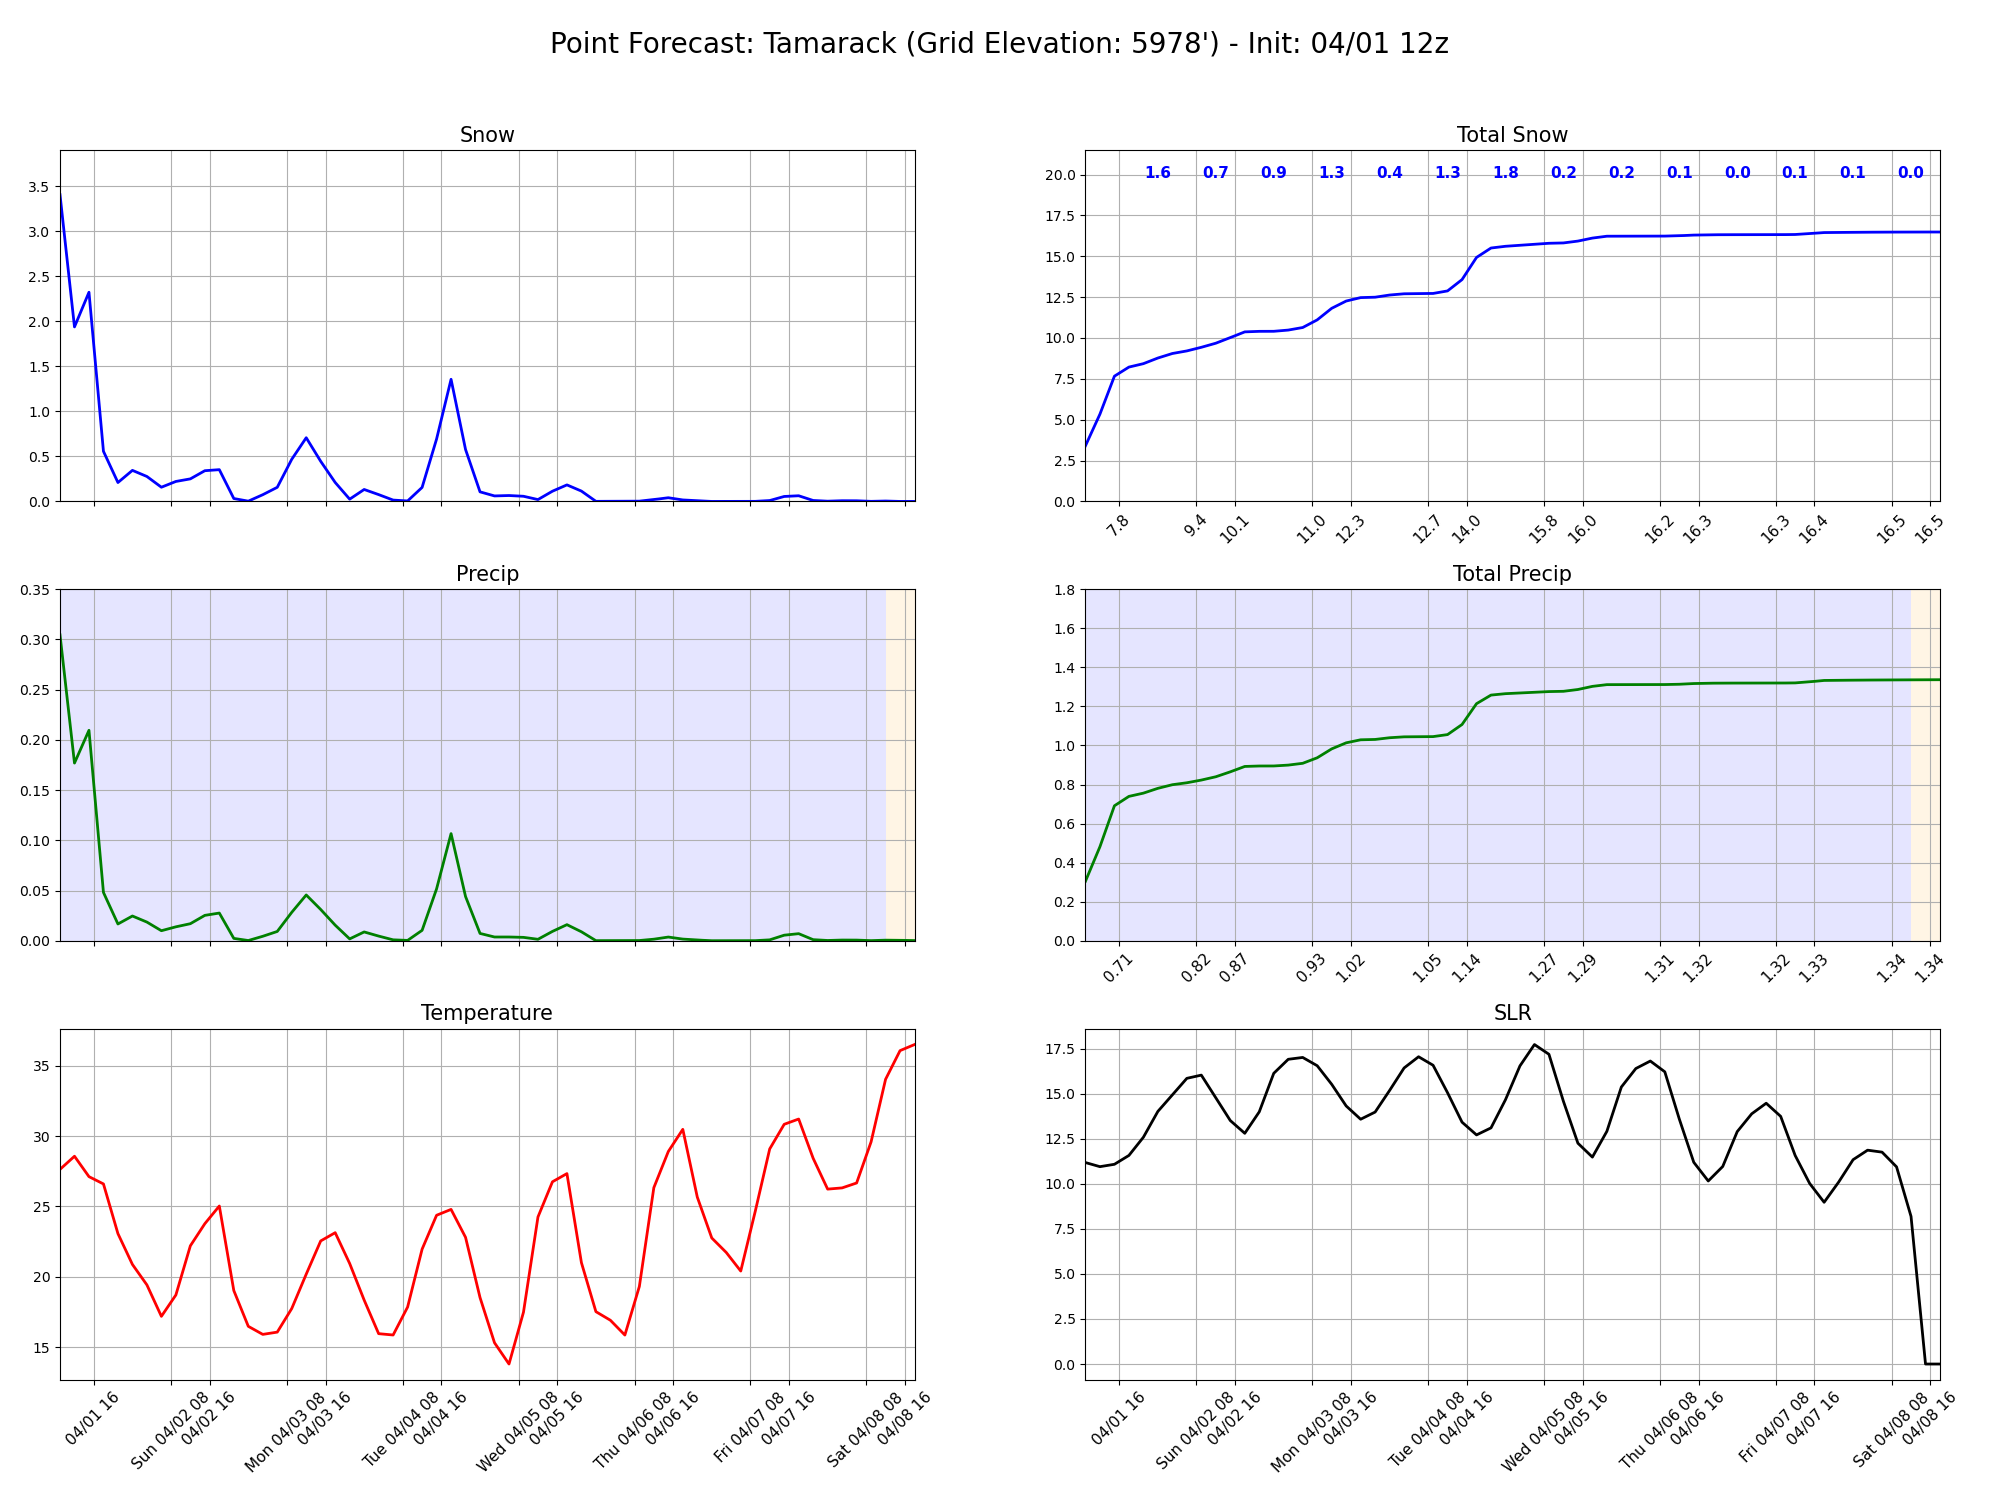 Point Forecast: Tamarack (Grid Elevation: 5978') - Init: 04/01 12z
Snow
3.5
3.0
2.5
2.0
1.5
1.0
0.5
0.0
Total Snow
1.6 0.7 0.9 1.3 0.4 1.3 1.8 0.2 0.2 0.1 0.0 0.1 0.1 0.0
20.0
17.5
15.0
12.5
10.0
7.5
5.0
2.5
0.0
7.8 9.4 10.1 11.0 12.3 12.7 14.0 15.8 16.0 16.2 16.3 16.3 16.4 16.5 16.5
Precip
0.35
0.30
0.25
0.20
0.15
0.10
0.05
0.00
Total Precip
1.8
1.6
1.4
1.2
1.0
0.8
0.6
0.4
0.2
0.0
0.71 0.82 0.87 0.93 1.02 1.05 1.14 1.27 1.29 1.31 1.32 1.32 1.33 1.34 1.34
Temperature
35
30
25
20
15
04/01 16
Sun 04/02 08
04/02 16
Mon 04/03 08
04/03 16
Tue 04/04 08
04/04 16
Wed 04/05 08
04/05 16
Thu 04/06 08
04/06 16
Fri 04/07 08
04/07 16
Sat 04/08 08
04/08 16
SLR
17.5
15.0
12.5
10.0
7.5
5.0
2.5
0.0
04/01 16
Sun 04/02 08
04/02 16
Mon 04/03 08
04/03 16
Tue 04/04 08
04/04 16
Wed 04/05 08
04/05 16
Thu 04/06 08
04/06 16
Fri 04/07 08
04/07 16
Sat 04/08 08
04/08 16